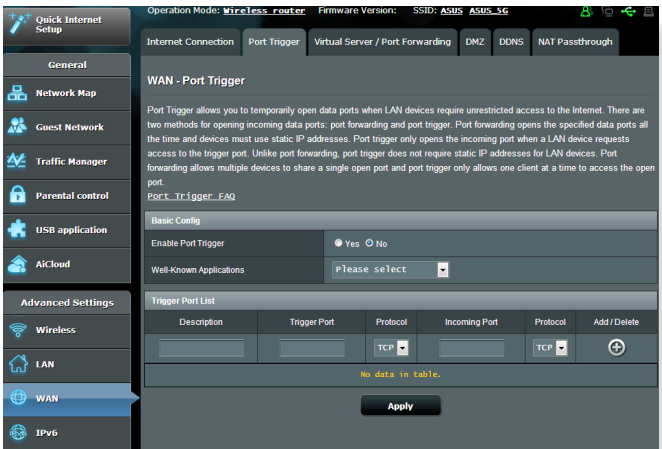 Quick Internet
Setup
Operation Mode: Wireless router Firmware Version: SSID: ASUS ASUS_5G
Internet Connection Port Trigger Virtual Server / Port Forwarding DMZ DDNS NAT Passthrough
General
Network Map
Guest Network
Traffic Manager
Parental control
USB application
AiCloud
Advanced Settings
Wireless
LAN
WAN
IPv6
WAN - Port Trigger
Port Trigger allows you to temporarily open data ports when LAN devices require unrestricted access to the Internet. There are
two methods for opening incoming data ports: port forwarding and port trigger. Port forwarding opens the specified data ports all
the time and devices must use static IP addresses. Port trigger only opens the incoming port when a LAN device requests
access to the trigger port. Unlike port forwarding, port trigger does not require static IP addresses for LAN devices. Port
forwarding allows multiple devices to share a single open port and port trigger only allows one client at a time to access the open
port.
Port Trigger FAQ
Basic Config
Enable Port Trigger Yes No
Well-Known Applications Please select
Trigger Port List
Description Trigger Port Protocol Incoming Port Protocol Add / Delete
TCP TCP
No data in table.
Apply